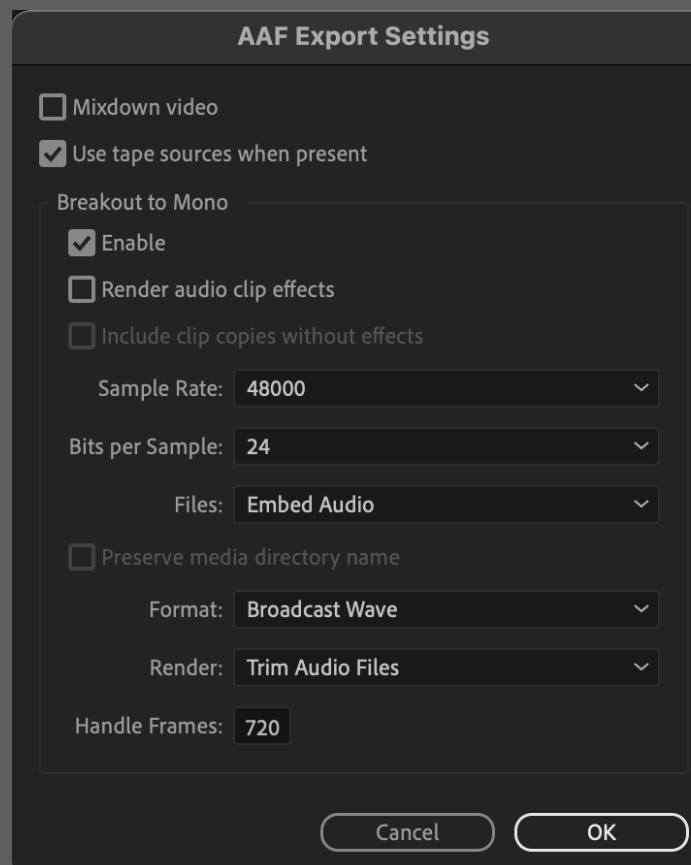 AAF Export Settings
Mixdown video
Use tape sources when present
Breakout to Mono
Enable
Render audio clip effects
Include clip copies without effects
Sample Rate: 48000
Bits per Sample: 24
Files: Embed Audio
Preserve media directory name
Format: Broadcast Wave
Render: Trim Audio Files
Handle Frames: 720
Cancel OK